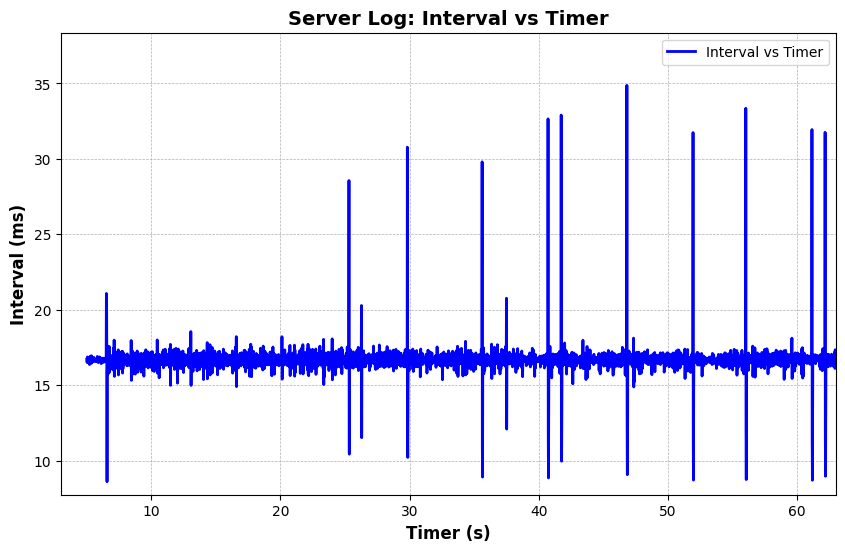 Server Log: Interval vs Timer
Interval vs Timer
35
30
25
20
15
10
Interval (ms)
10 20 30 40 50 60
Timer (s)